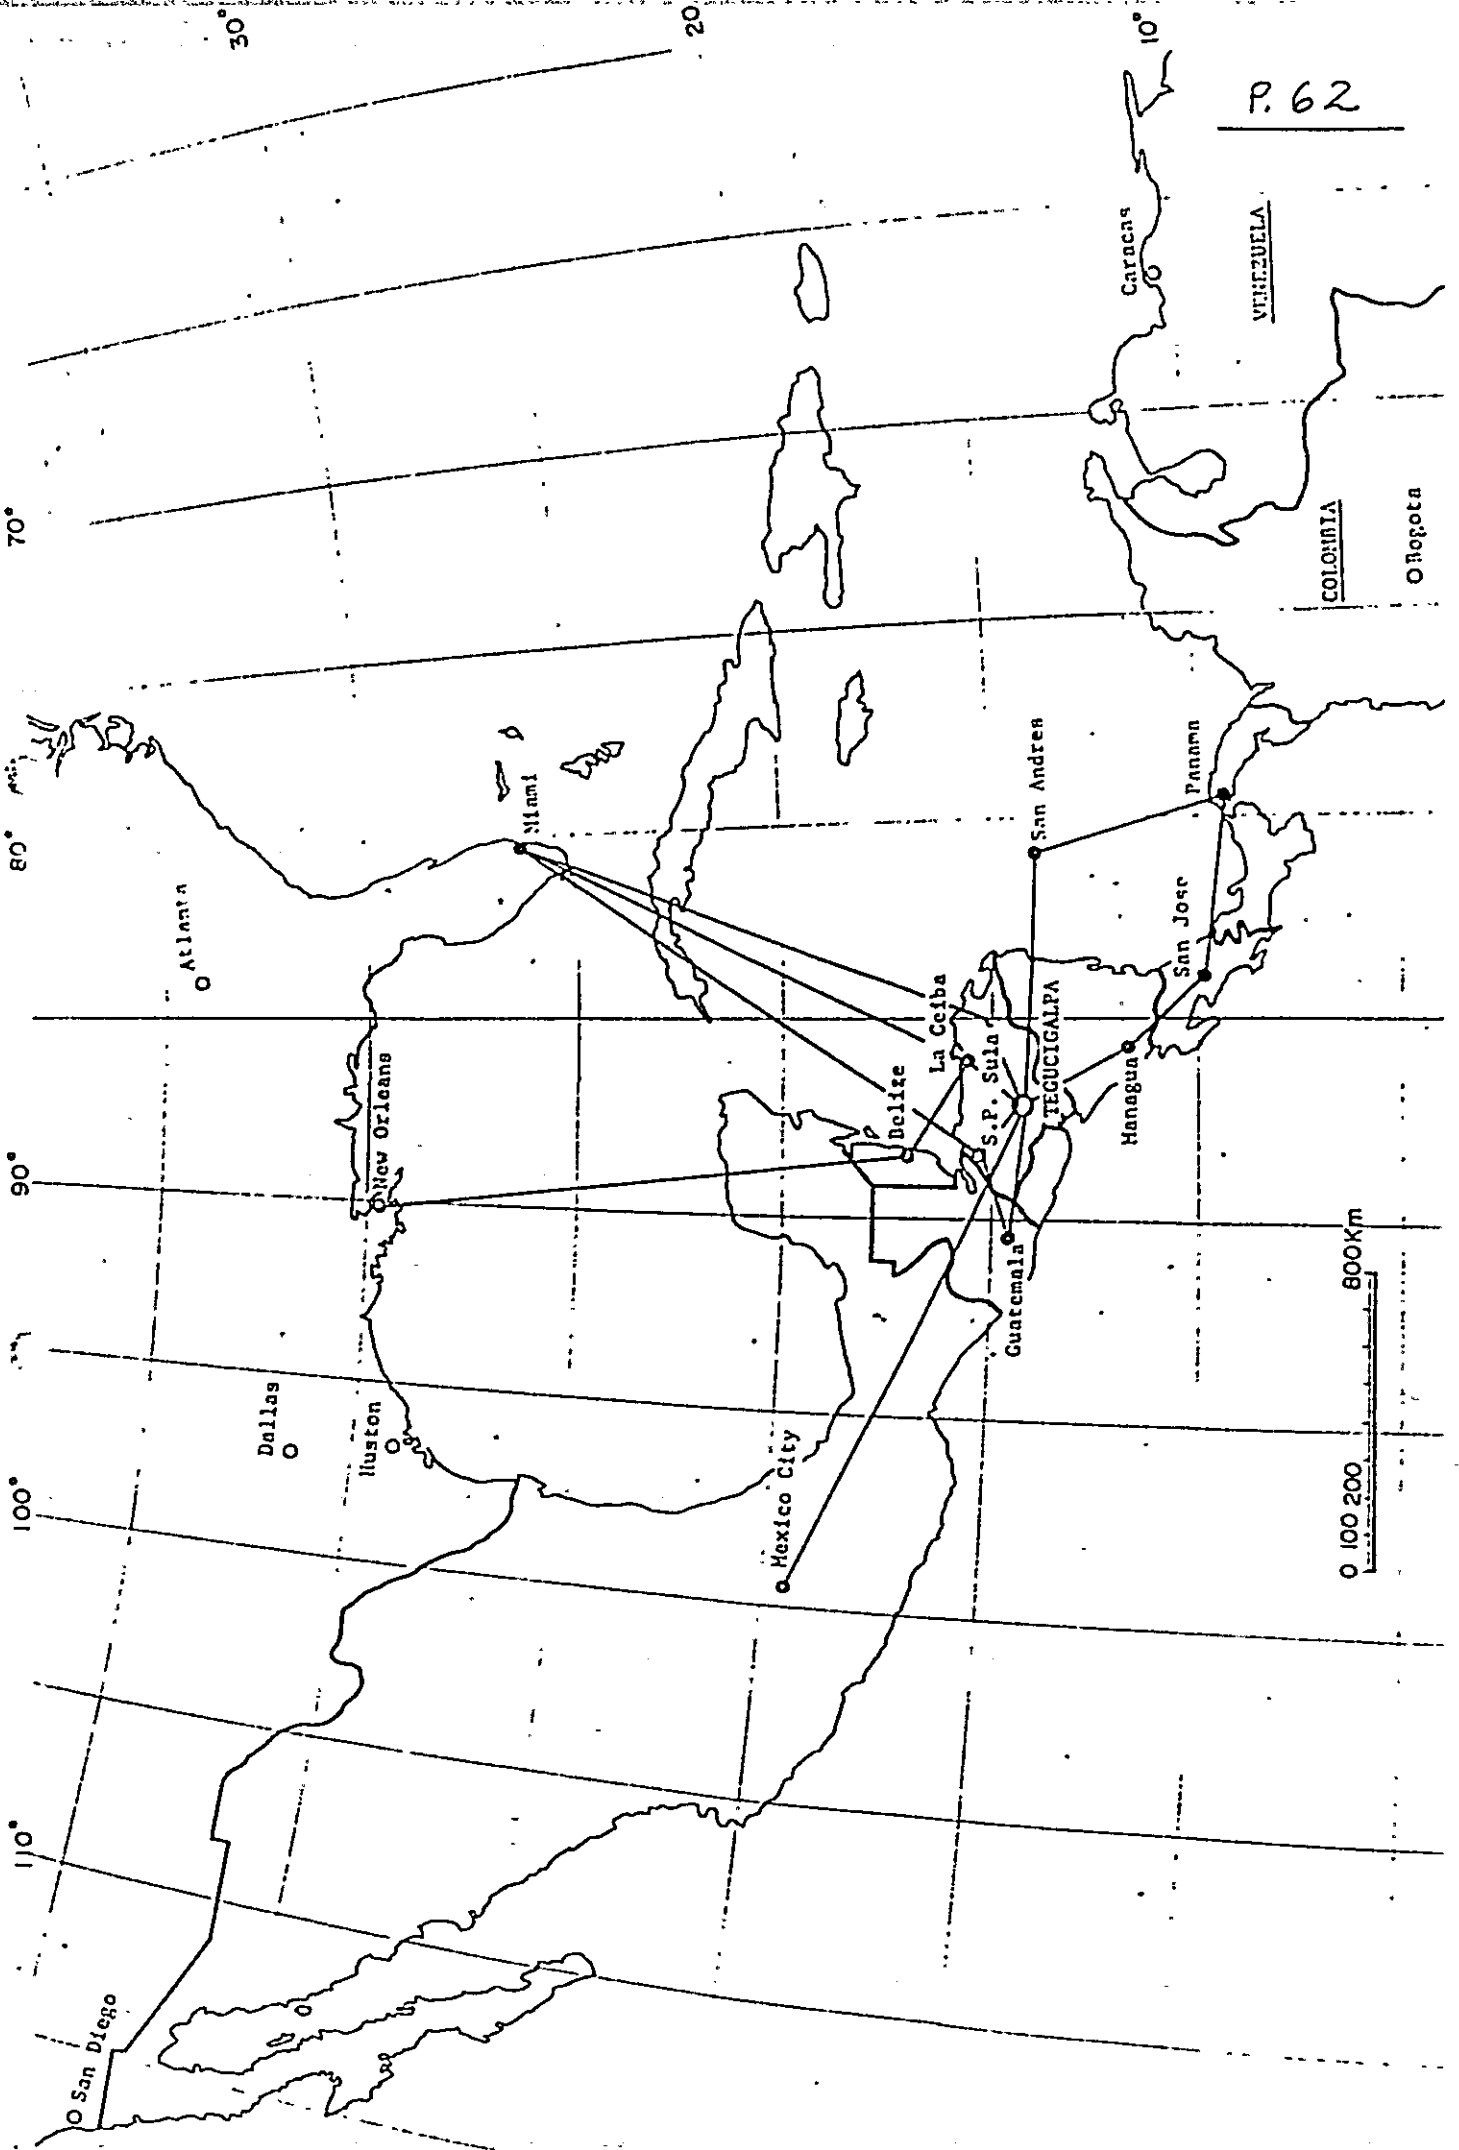 110°
100°
90°
80°
70°
30°
20
10°
San Diego
Dallas
Huston
New Orleans
Atlanta
Miami
Mexico City
Belize
La Ceiba
S.P. Sula
TEGUCIGALPA
Guatemala
Managua
San Jose
San Andres
Panama
Caracas
VENEZUELA
COLOMBIA
Bogota
0 100 200 800Km
P. 62